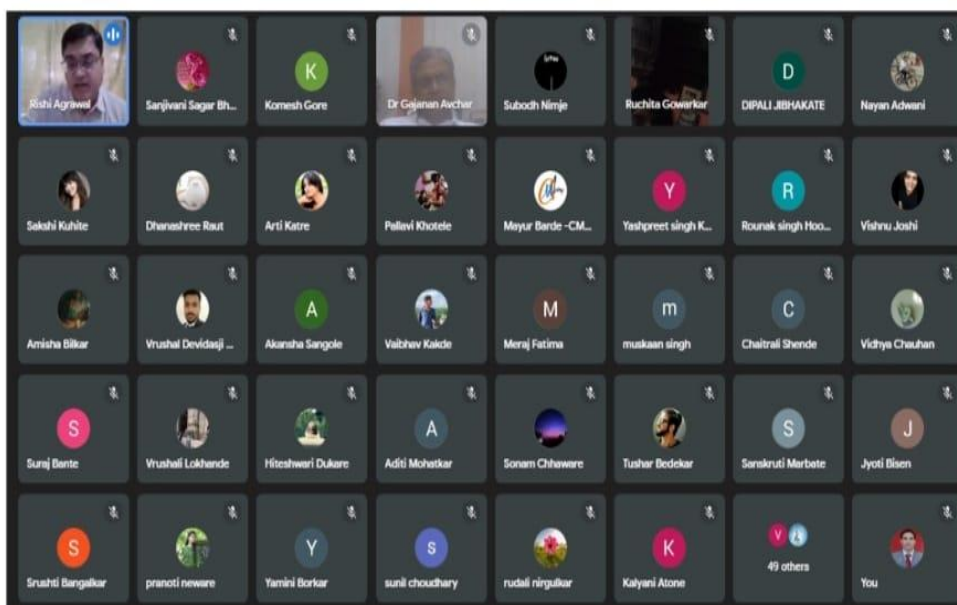 Rishi Agrawal
Sanjivani Sagar Bh...
K
Komesh Gore
Dr Gajanan Avchar
Subodh Nimje
Ruchita Gowarkar
D
DIPALI JIBHAKATE
Nayan Adwani
Sakshi Kuhite
Dhanashree Raut
Arti Katre
Pallavi Khotele
Mayur Barde -CM...
Y
Yashpreet singh K...
R
Rounak singh Hoo...
Vishnu Joshi
Amisha Bilkar
Vrushal Devidasji ...
A
Akansha Sangole
Vaibhav Kakde
M
Meraj Fatima
m
muskaan singh
C
Chaitrali Shende
Vidhya Chauhan
S
Suraj Bante
Vrushali Lokhande
Hiteshwari Dukare
A
Aditi Mohatkar
Sonam Chhaware
Tushar Bedekar
S
Sanskruti Marbate
J
Jyoti Bisen
S
Srushti Bangalkar
pranoti neware
Y
Yamini Borkar
s
sunil choudhary
rudali nirgulkar
K
Kalyani Atone
V
49 others
You